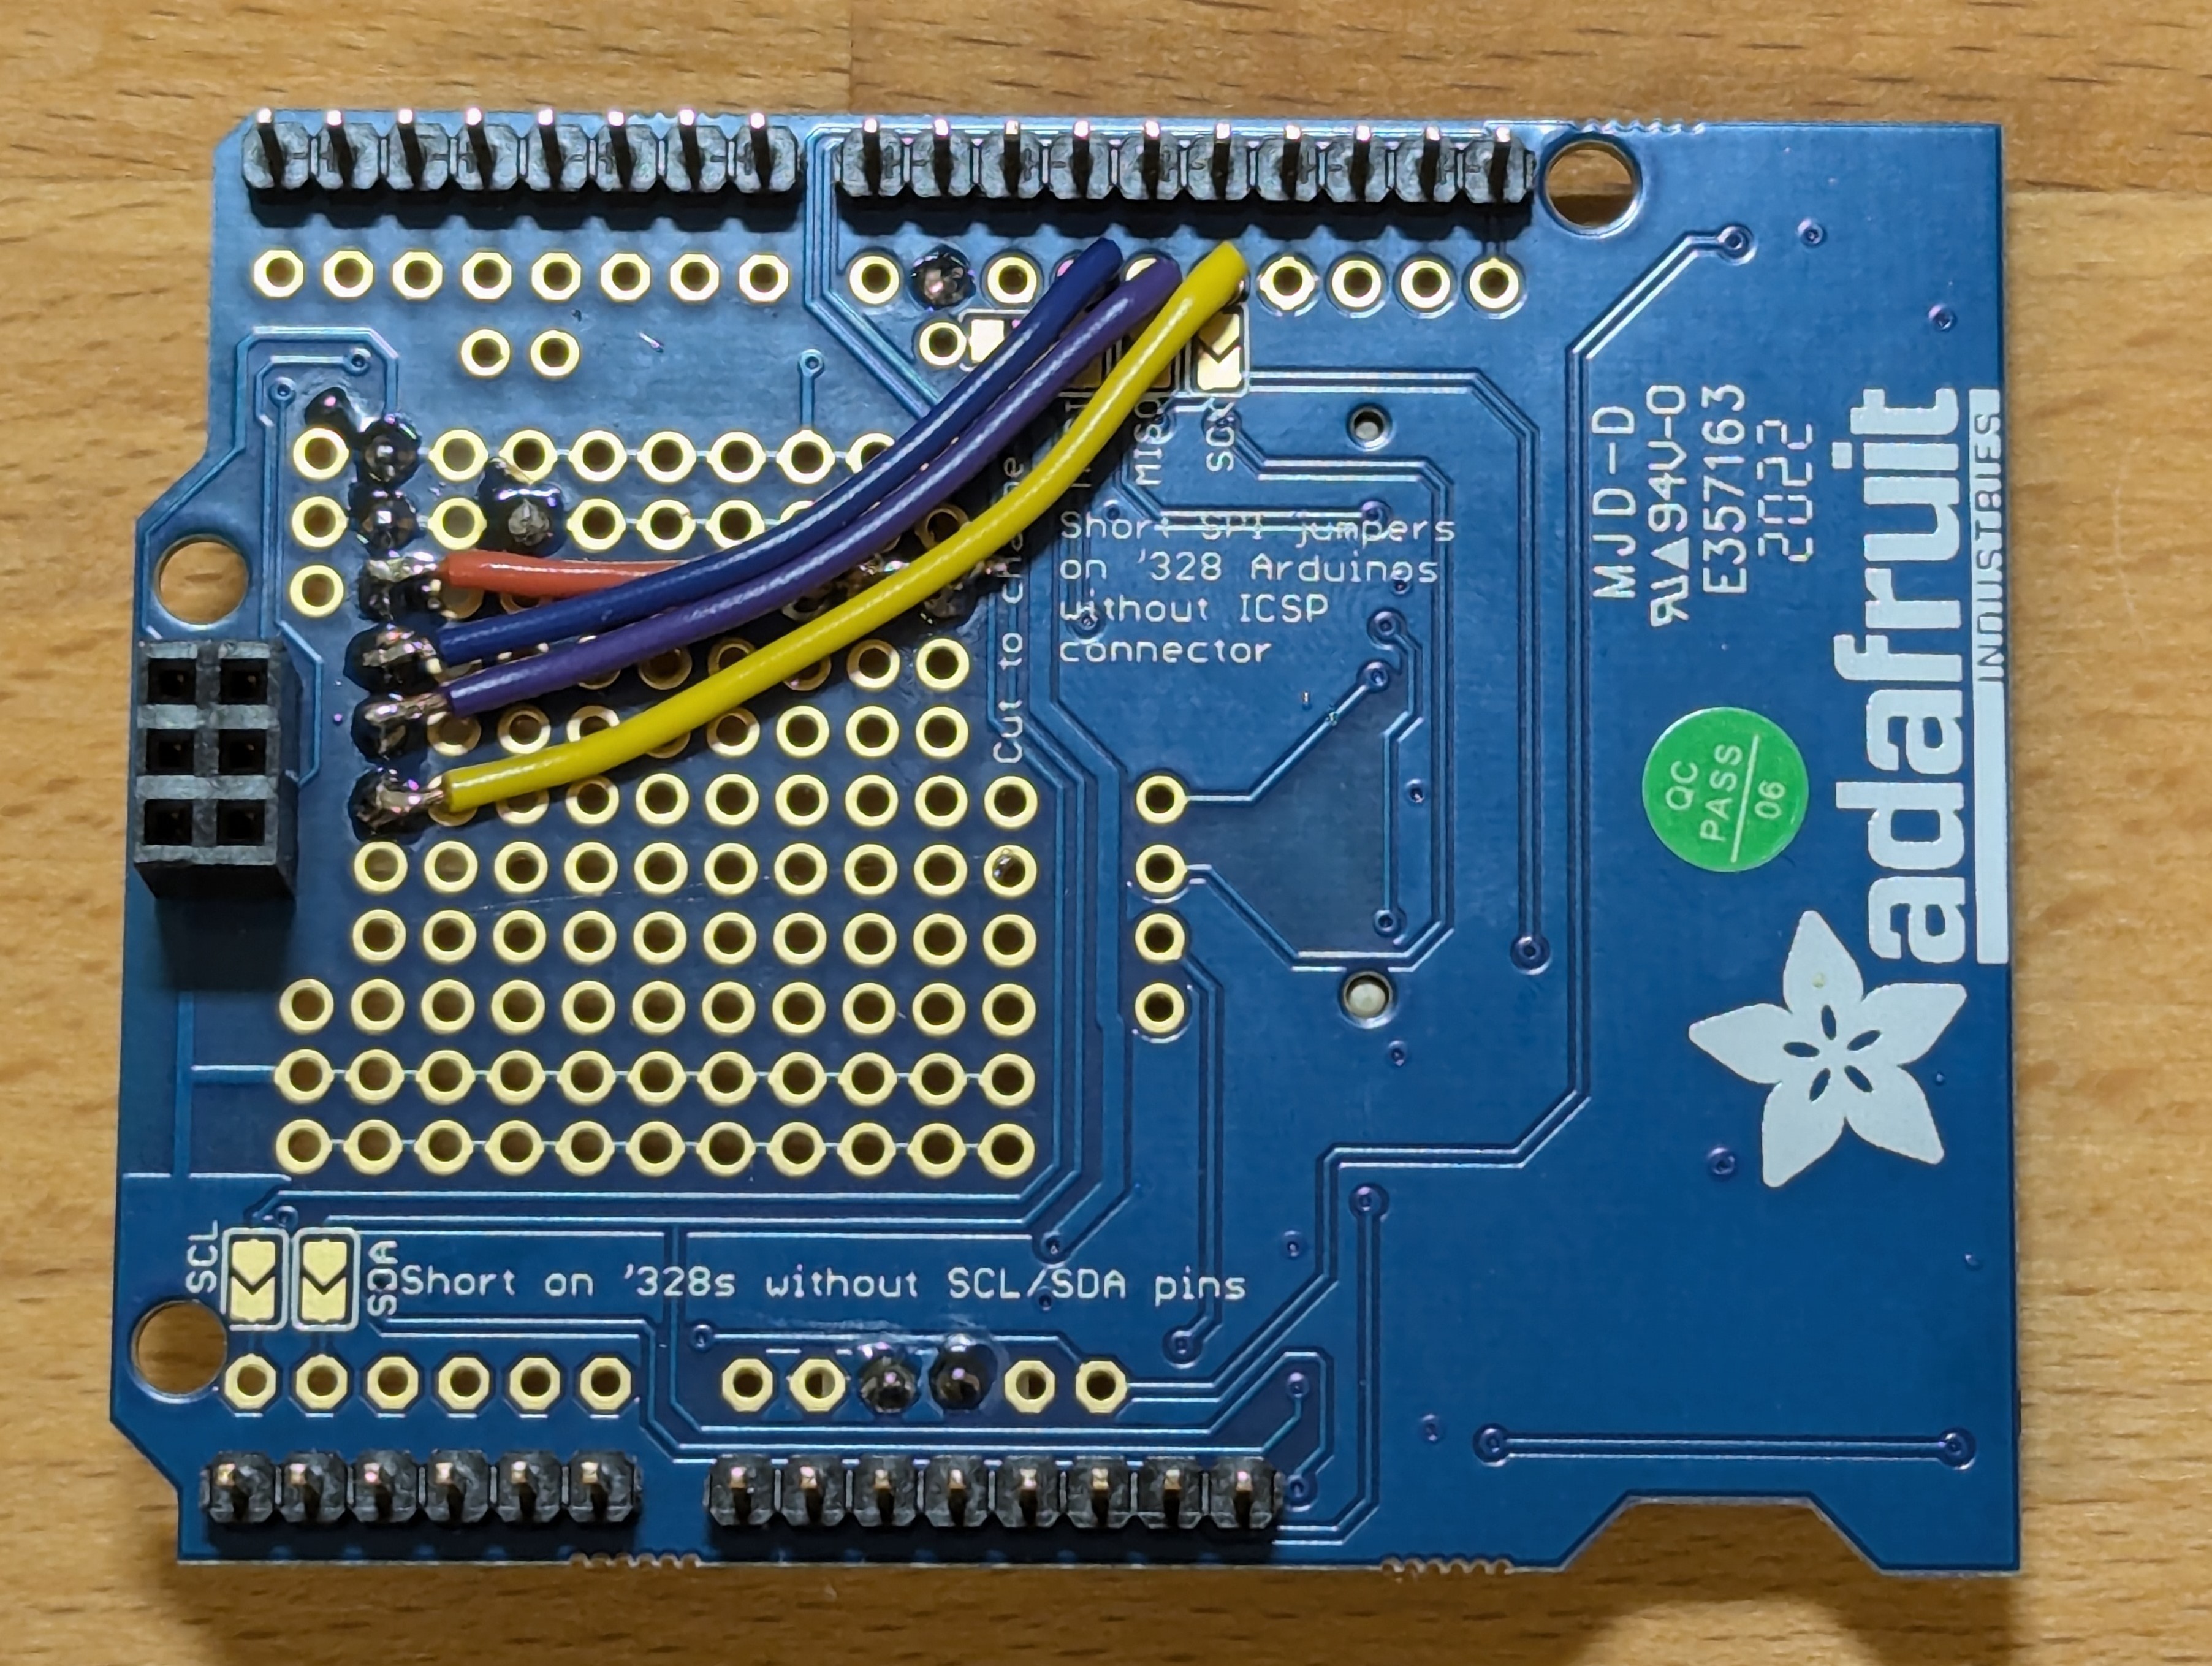 MISO
SCK
Cut to change
Short SPI jumpers
on '328 Arduinos
without ICSP
connector
MJD-D
94V-0
E357163
2022
adafruit
INDUSTRIES
QC
PASS
06
SCL
SDA
Short on '328s without SCL/SDA pins